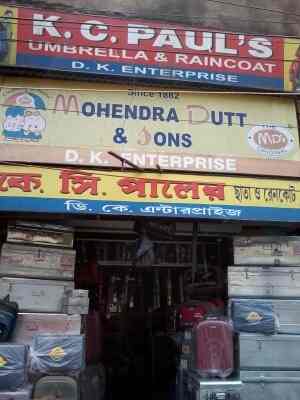 K. C. PAUL'S
UMBRELLA & RAINCOAT
D. K. ENTERPRISE
Since 1882
MOHENDRA DUTT
& SONS
MDS
D. K. ENTERPRISE
কে. সি. পালের ছাতা ও রেনকোট
ডি. কে. এন্টারপ্রাইজ